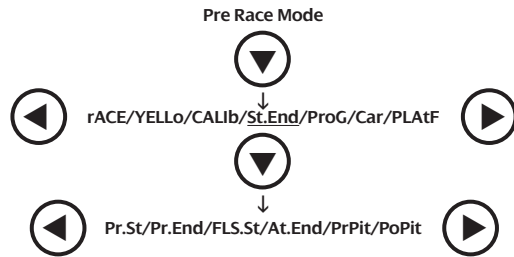 Pre Race Mode
rACE/YELLo/CALIb/St.End/ProG/Car/PLAtF
Pr.St/Pr.End/FLS.St/At.End/PrPit/PoPit